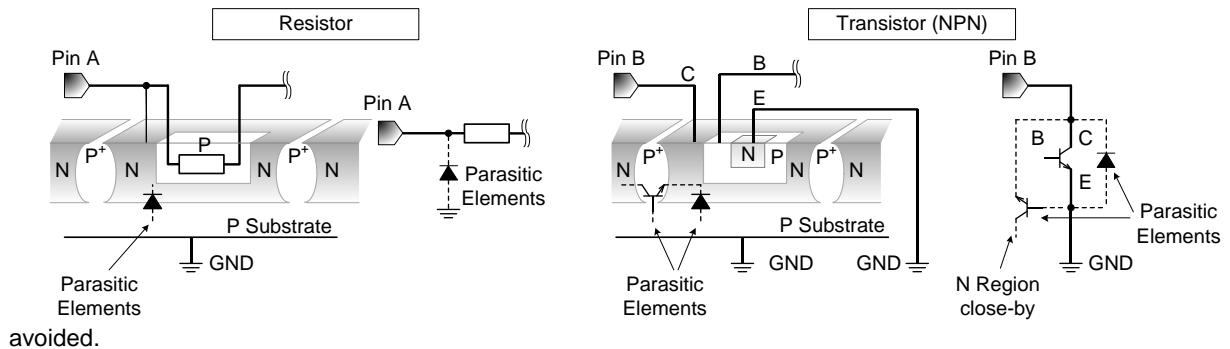 Resistor
Transistor (NPN)
Pin A
Pin B
C
B
E
Pin B
Pin A
N
P+
N
P
N
P+
N
Parasitic
Elements
P Substrate
GND
Parasitic
Elements
N
P+
N
N
P
P+
N
P Substrate
GND
GND
Parasitic
Elements
B
C
E
Parasitic
Elements
GND
N Region
close-by
avoided.